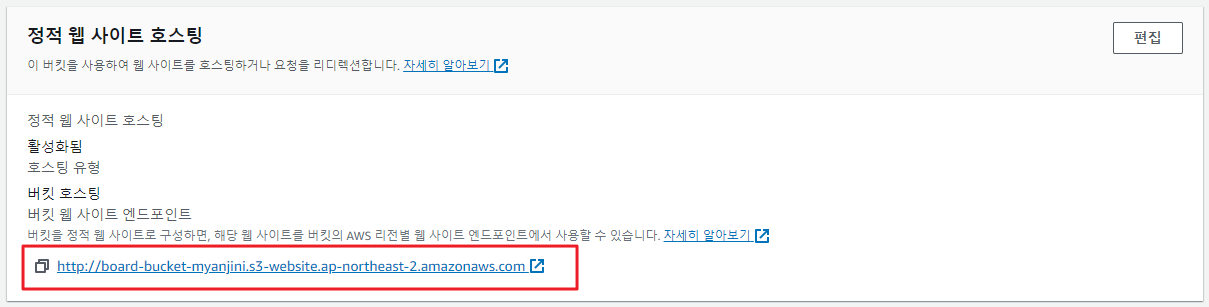 정적 웹 사이트 호스팅
편집
이 버킷을 사용하여 웹 사이트를 호스팅하거나 요청을 리디렉션합니다. 자세히 알아보기
정적 웹 사이트 호스팅
활성화됨
호스팅 유형
버킷 호스팅
버킷 웹 사이트 엔드포인트
버킷을 정적 웹 사이트로 구성하면, 해당 웹 사이트를 버킷의 AWS 리전별 웹 사이트 엔드포인트에서 사용할 수 있습니다. 자세히 알아보기
http://board-bucket-myanjini.s3-website.ap-northeast-2.amazonaws.com